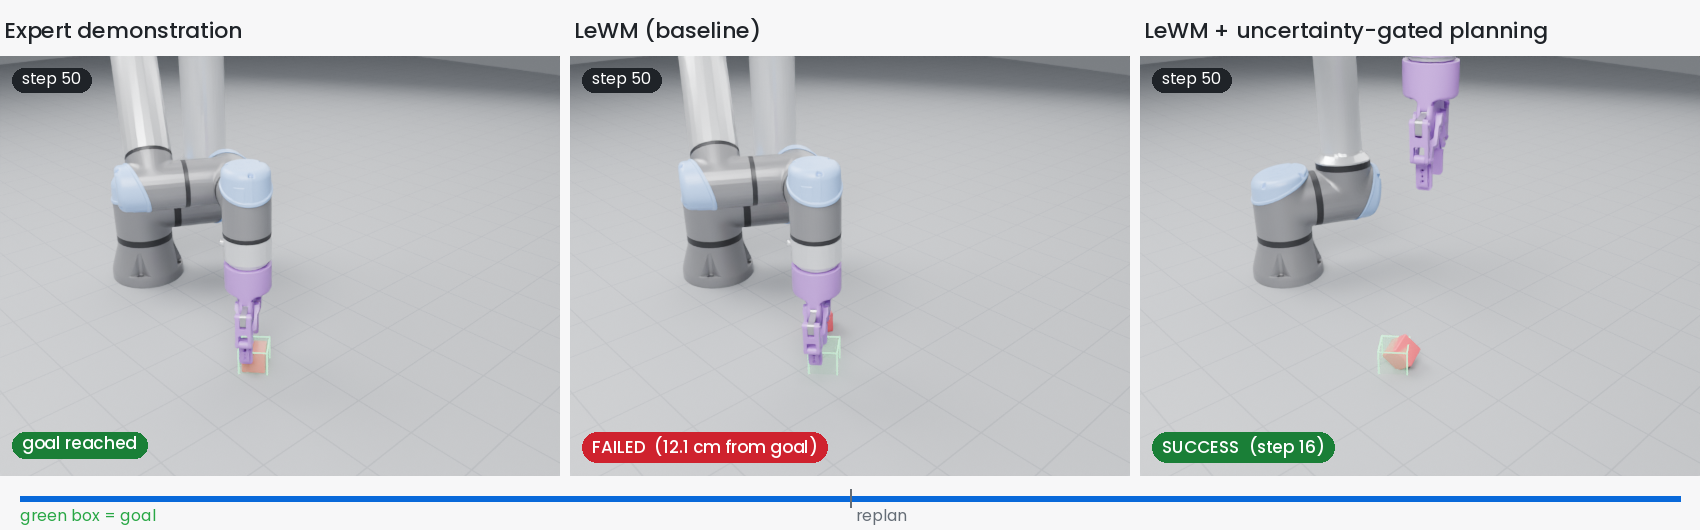 Expert demonstration
LeWM (baseline)
LeWM + uncertainty-gated planning
step 50
step 50
step 50
goal reached
FAILED (12.1 cm from goal)
SUCCESS (step 16)
green box = goal
replan